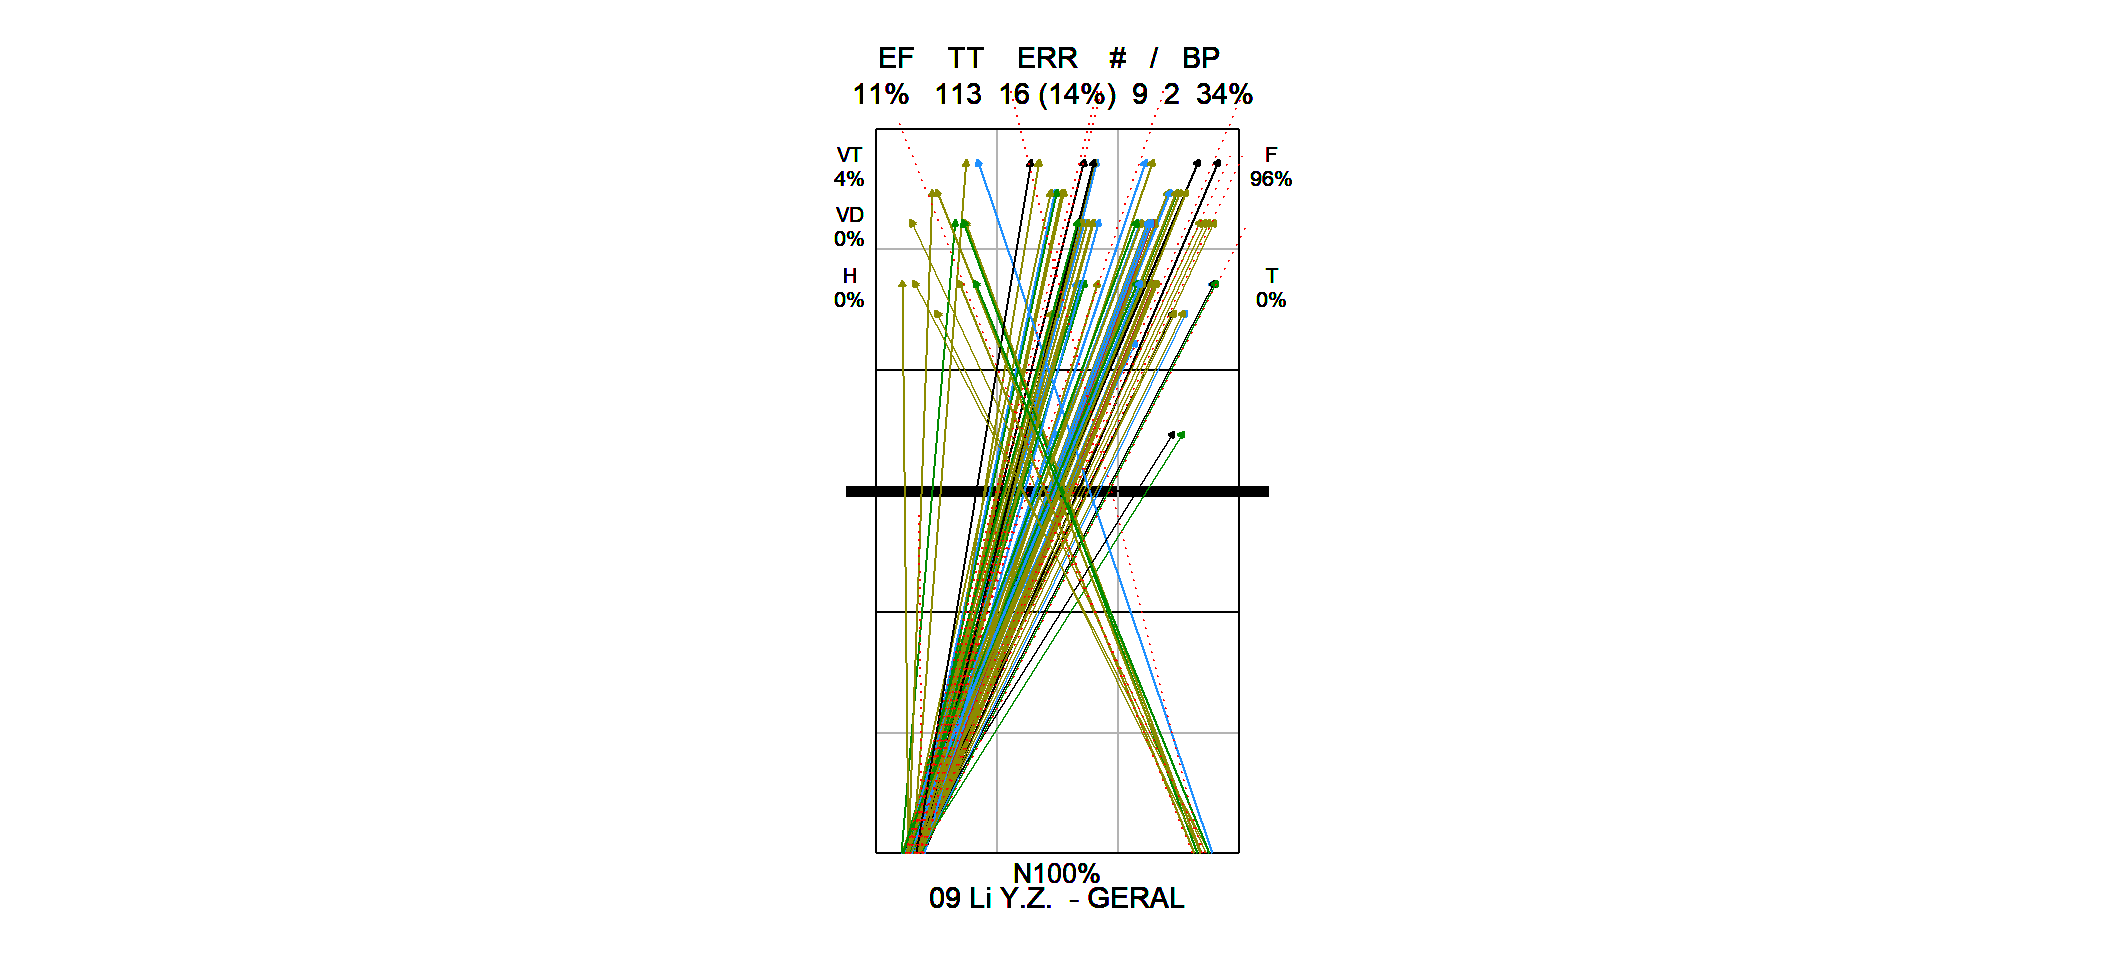 EF TT ERR # / BP
11% 113 16 (14%) 9 2 34%
VT F
4% 96%
VD
0%
H T
0% 0%
N100%
09 Li Y.Z. - GERAL